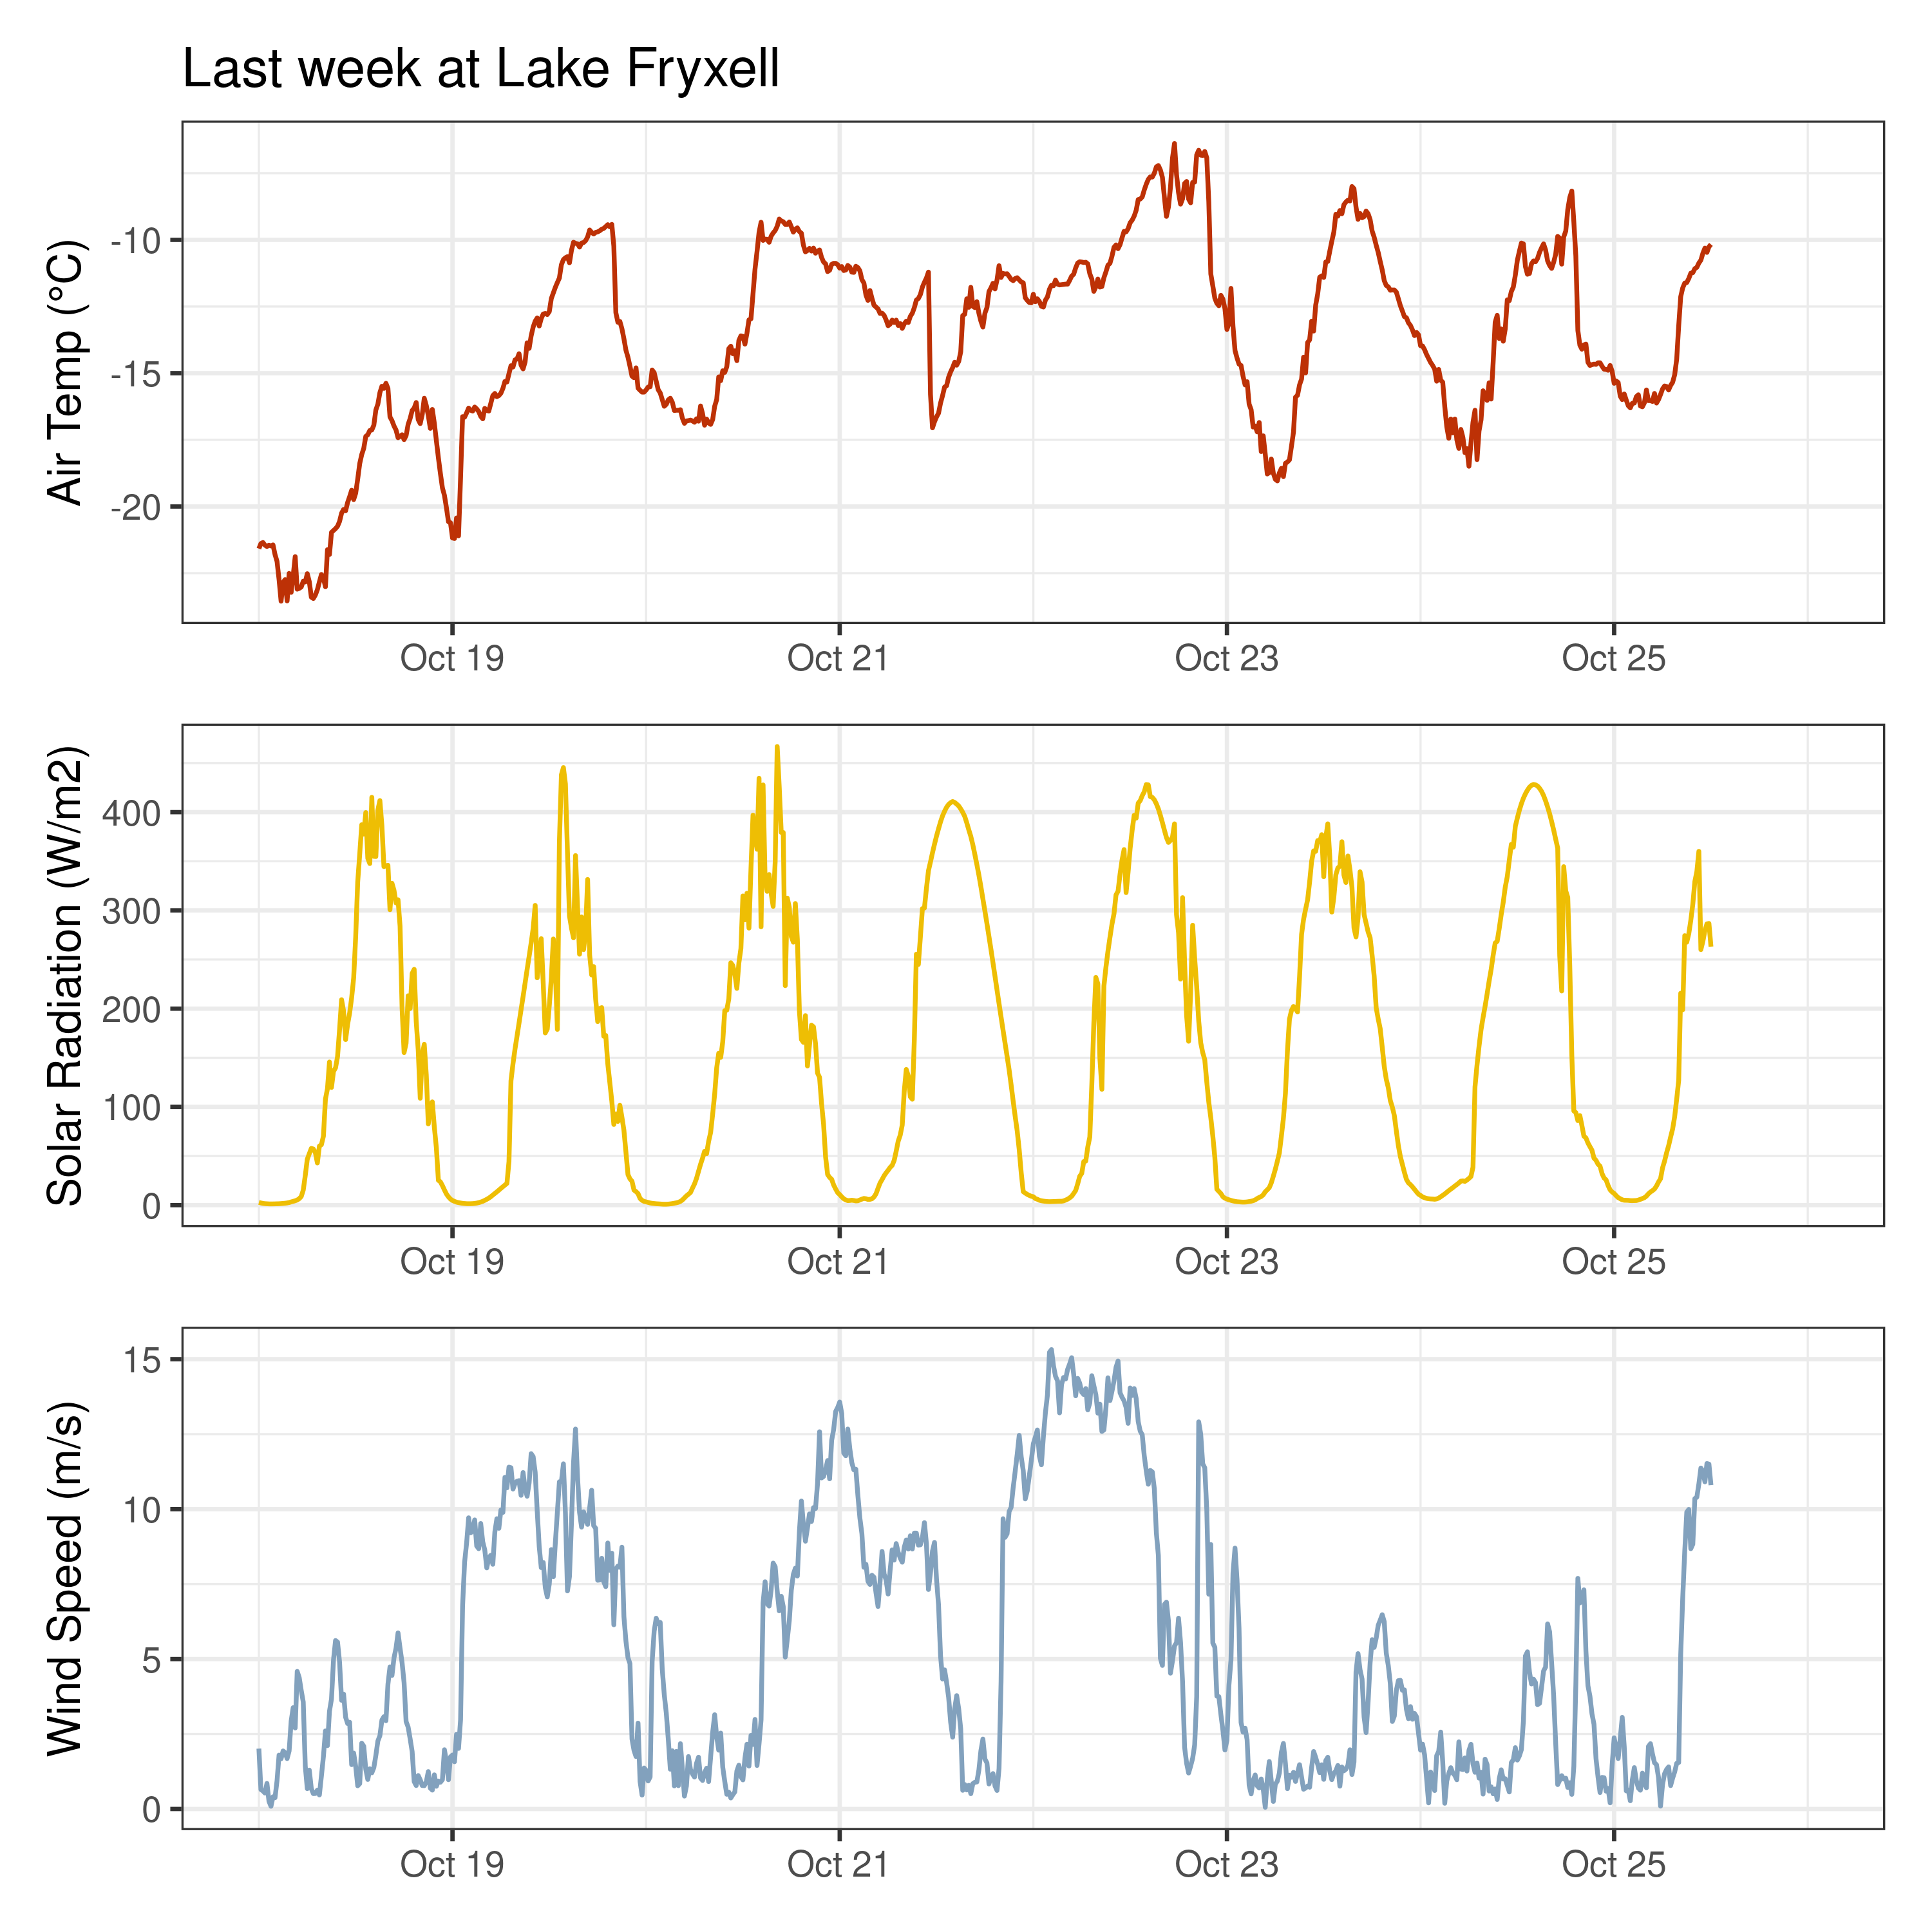 Last week at Lake Fryxell
Air Temp (°C)
-10
-15
-20
Oct 19 Oct 21 Oct 23 Oct 25
Solar Radiation (W/m2)
400
300
200
100
0
Oct 19 Oct 21 Oct 23 Oct 25
Wind Speed (m/s)
15
10
5
0
Oct 19 Oct 21 Oct 23 Oct 25